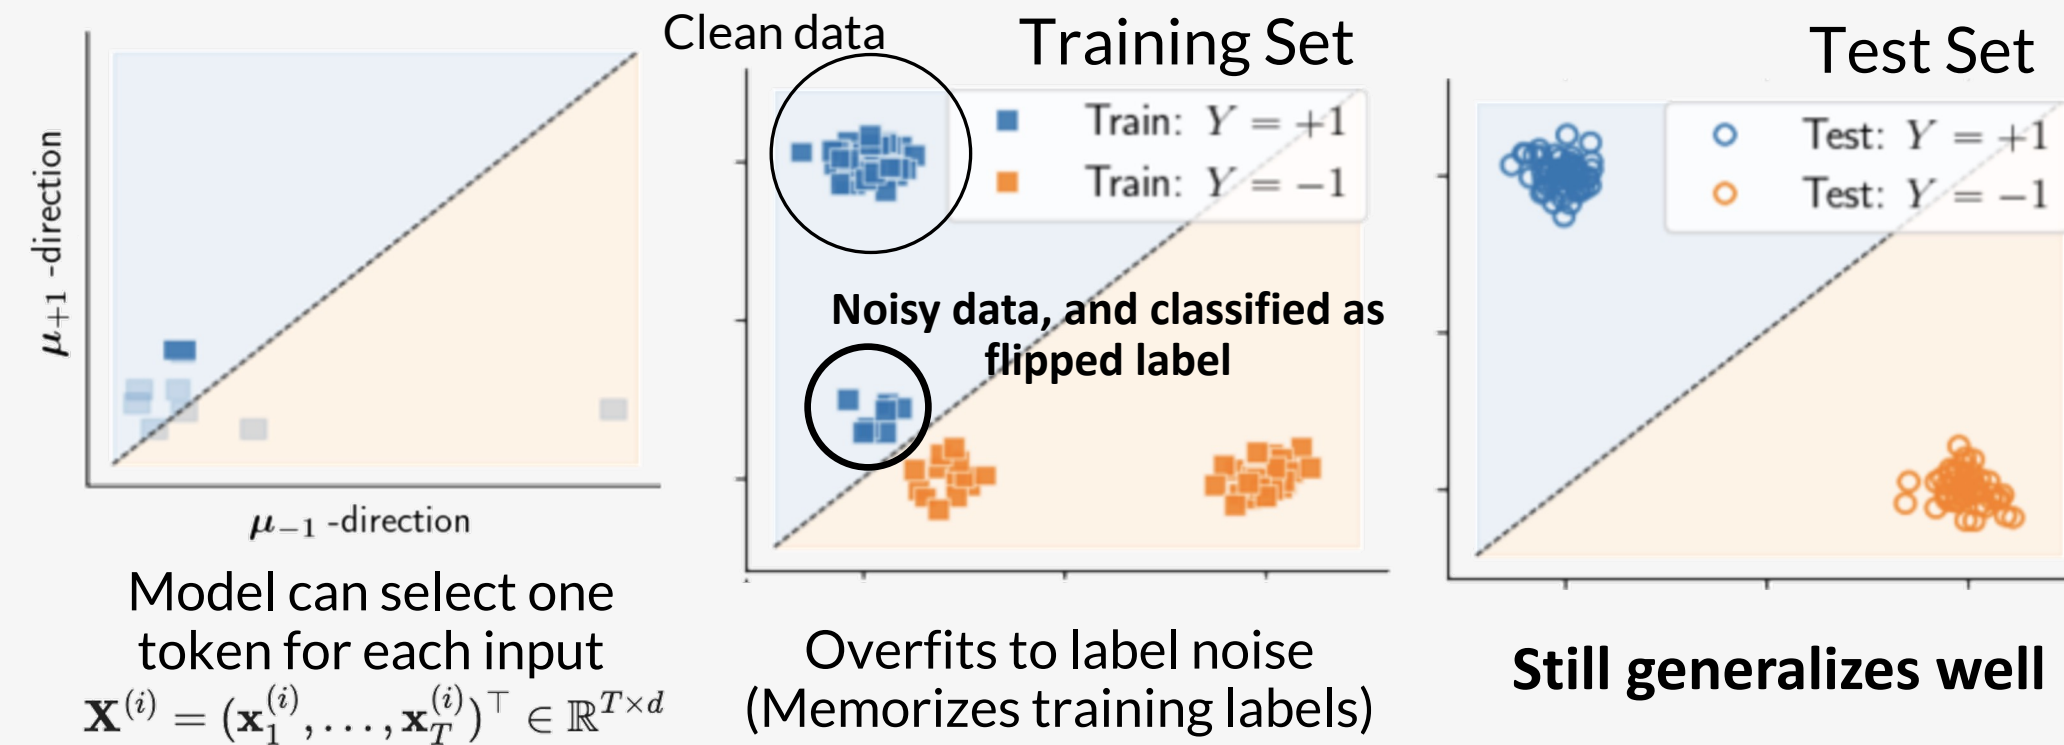 μ₊₁ -direction
μ₋₁ -direction
Model can select one
token for each input
X⁽ⁱ⁾ = (x₁⁽ⁱ⁾, . . . , x_T⁽ⁱ⁾)^⊤ ∈ ℝ^{T×d}
Clean data
Training Set
Train: Y = +1
Train: Y = −1
Noisy data, and classified as
flipped label
Overfits to label noise
(Memorizes training labels)
Test Set
Test: Y = +1
Test: Y = −1
Still generalizes well